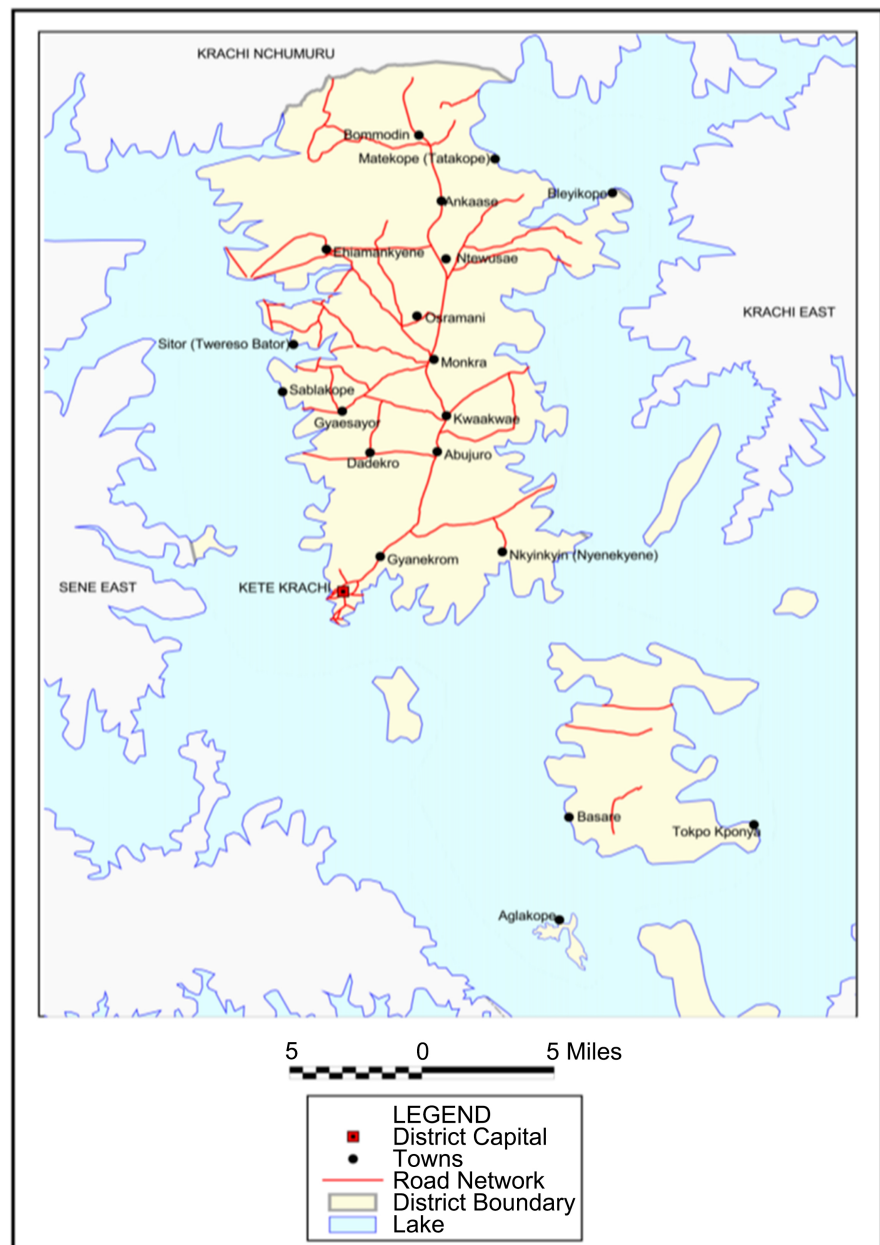 KRACHI NCHUMURU
Bommodin
Matekope (Tatakope)
Bleyikope
Ankaase
Ehiamankyene
Ntewusae
KRACHI EAST
Osramani
Sitor (Twereso Bator)
Monkra
Sablakope
Gyaesayor
Kwaakwae
Dadekro
Abujuro
Nkyinkyin (Nyenekyene)
Gyanekrom
SENE EAST
KETE KRACHI
Basare
Tokpo Kponya
Aglakope
5 0 5 Miles
LEGEND
District Capital
Towns
Road Network
District Boundary
Lake